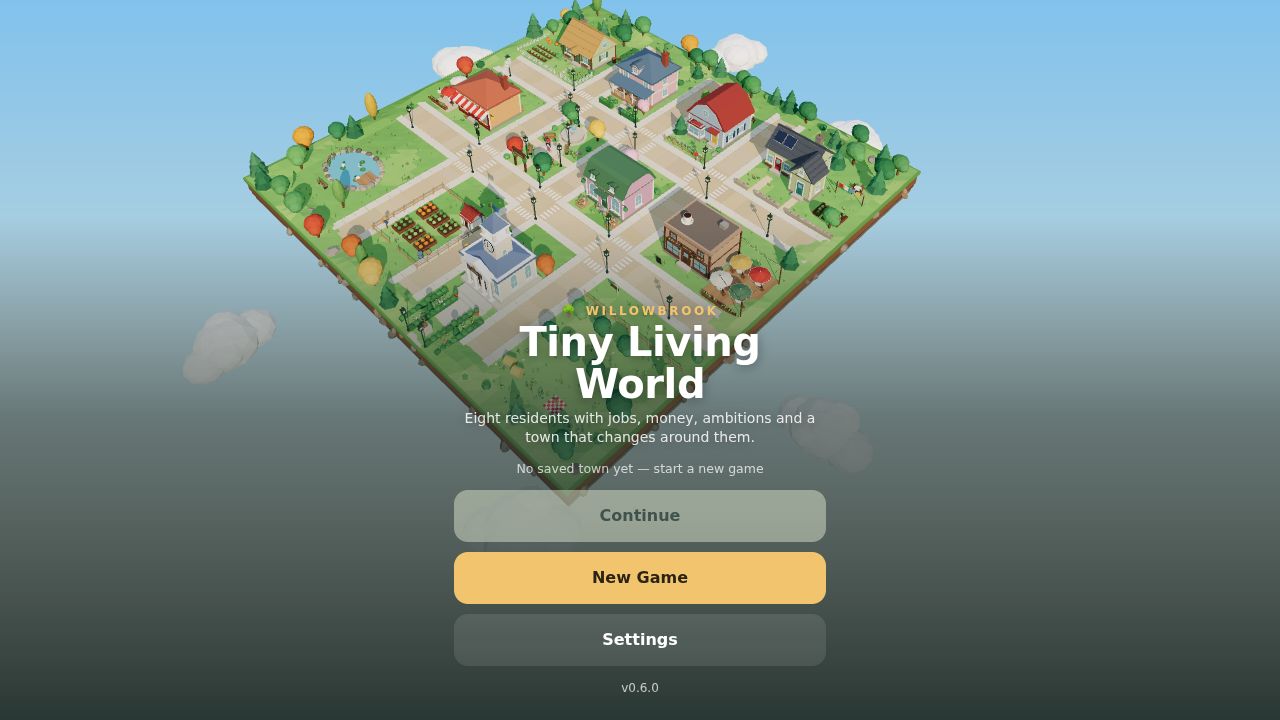 WILLOWBROOK
Tiny Living
World
Eight residents with jobs, money, ambitions and a
town that changes around them.
No saved town yet — start a new game
Continue
New Game
Settings
v0.6.0